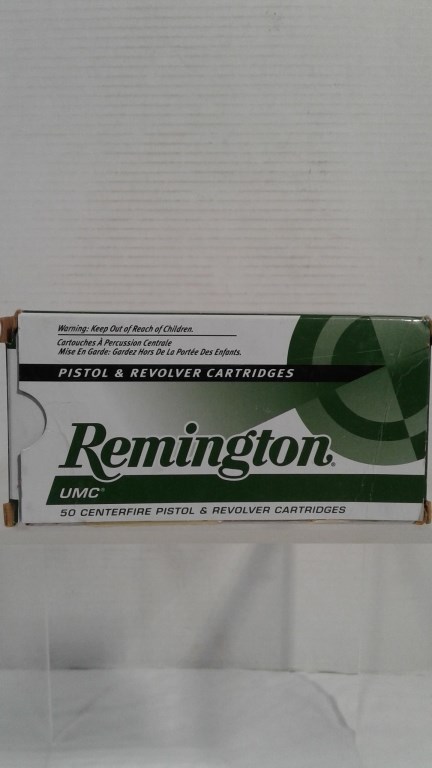 Warning: Keep Out of Reach of Children.
Cartouches À Percussion Centrale
Mise En Garde: Gardez Hors De La Portée Des Enfants.
PISTOL & REVOLVER CARTRIDGES
Remington.
UMC®
50 CENTERFIRE PISTOL & REVOLVER CARTRIDGES